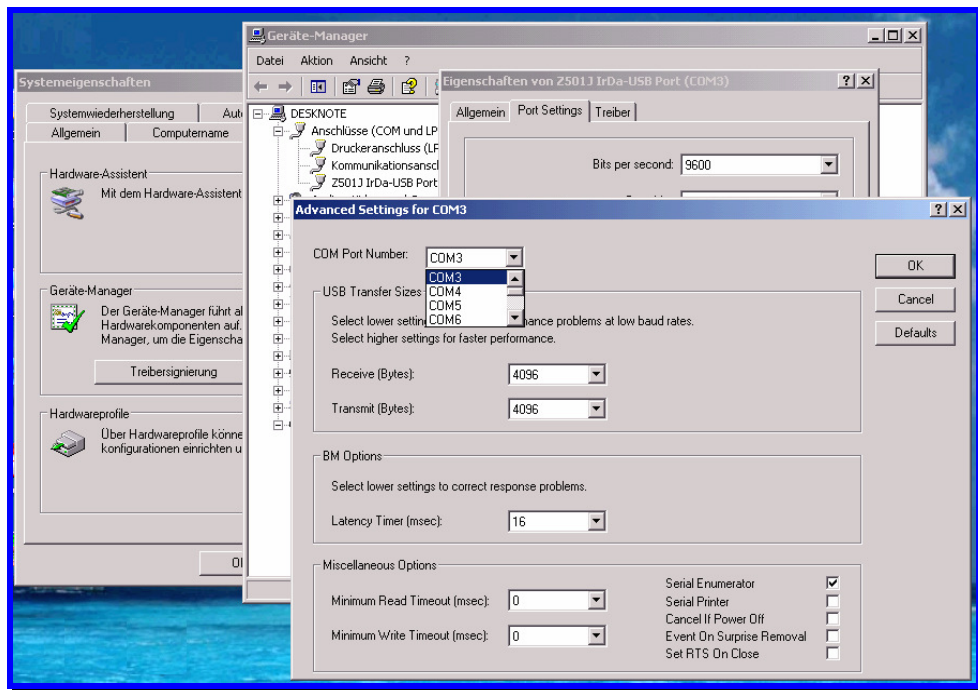 Geräte-Manager
Datei Aktion Ansicht ?
Systemeigenschaften
Systemwiederherstellung
Allgemein Computername
Hardware-Assistent
Mit dem Hardware-Assistent
Geräte-Manager
Der Geräte-Manager führt
Hardwarekomponenten auf.
Manager, um die Eigenscha
Treibersignierung
Hardwareprofile
Über Hardwareprofile könne
konfigurationen einrichten u
DESKNOTE
Anschlüsse (COM und LP
Druckeranschluss (LP
Kommunikationsanscl
Z501J IrDa-USB Port
Eigenschaften von Z501J IrDa-USB Port (COM3)
Allgemein Port Settings Treiber
Bits per second: 9600
Advanced Settings for COM3
COM Port Number: COM3
COM3
COM4
COM5
COM6
OK
Cancel
Defaults
USB Transfer Sizes
Select lower mance problems at low baud rates.
Select higher settings for faster performance.
Receive (Bytes): 4096
Transmit (Bytes): 4096
BM Options
Select lower settings to correct response problems.
Latency Timer (msec): 16
Miscellaneous Options
Minimum Read Timeout (msec): 0
Minimum Write Timeout (msec): 0
Serial Enumerator
Serial Printer
Cancel If Power Off
Event On Surprise Removal
Set RTS On Close